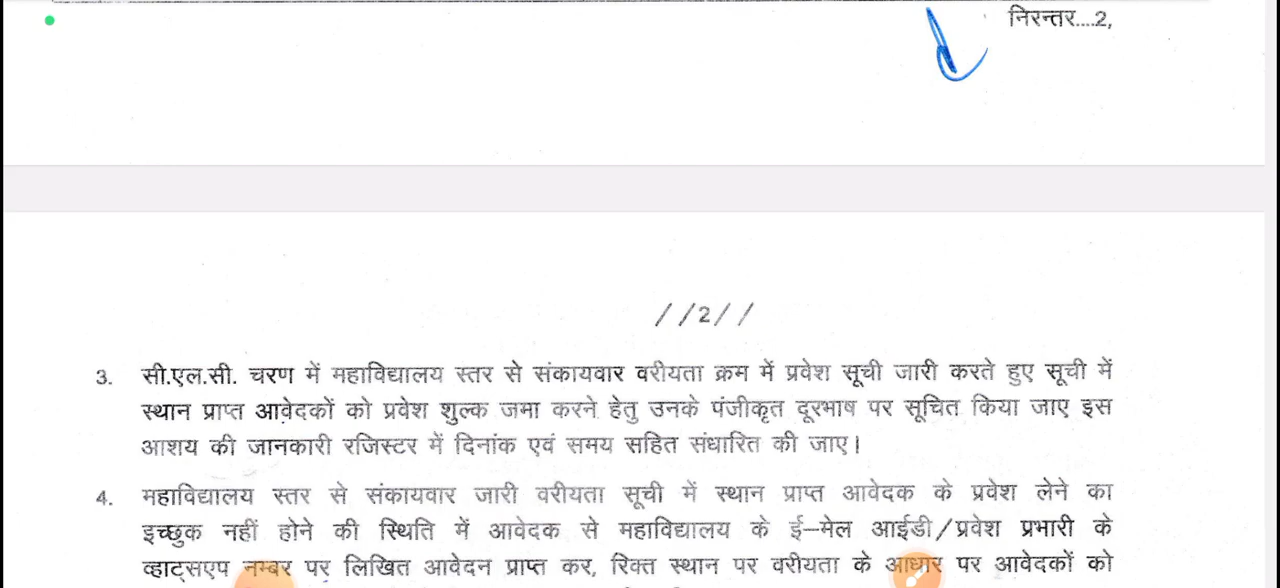 निरन्तर....2,
//2//
3. सी.एल.सी. चरण में महाविद्यालय स्तर से संकायवार वरीयता क्रम में प्रवेश सूची जारी करते हुए सूची में
स्थान प्राप्त आवेदकों को प्रवेश शुल्क जमा करने हेतु उनके पंजीकृत दूरभाष पर सूचित किया जाए इस
आशय की जानकारी रजिस्टर में दिनांक एवं समय सहित संधारित की जाए।
4. महाविद्यालय स्तर से संकायवार जारी वरीयता सूची में स्थान प्राप्त आवेदक के प्रवेश लेने का
इच्छुक नहीं होने की स्थिति में आवेदक से महाविद्यालय के ई–मेल आईडी/प्रवेश प्रभारी के
व्हाट्सएप नम्बर पर लिखित आवेदन प्राप्त कर, रिक्त स्थान पर वरीयता के आधार पर आवेदकों को